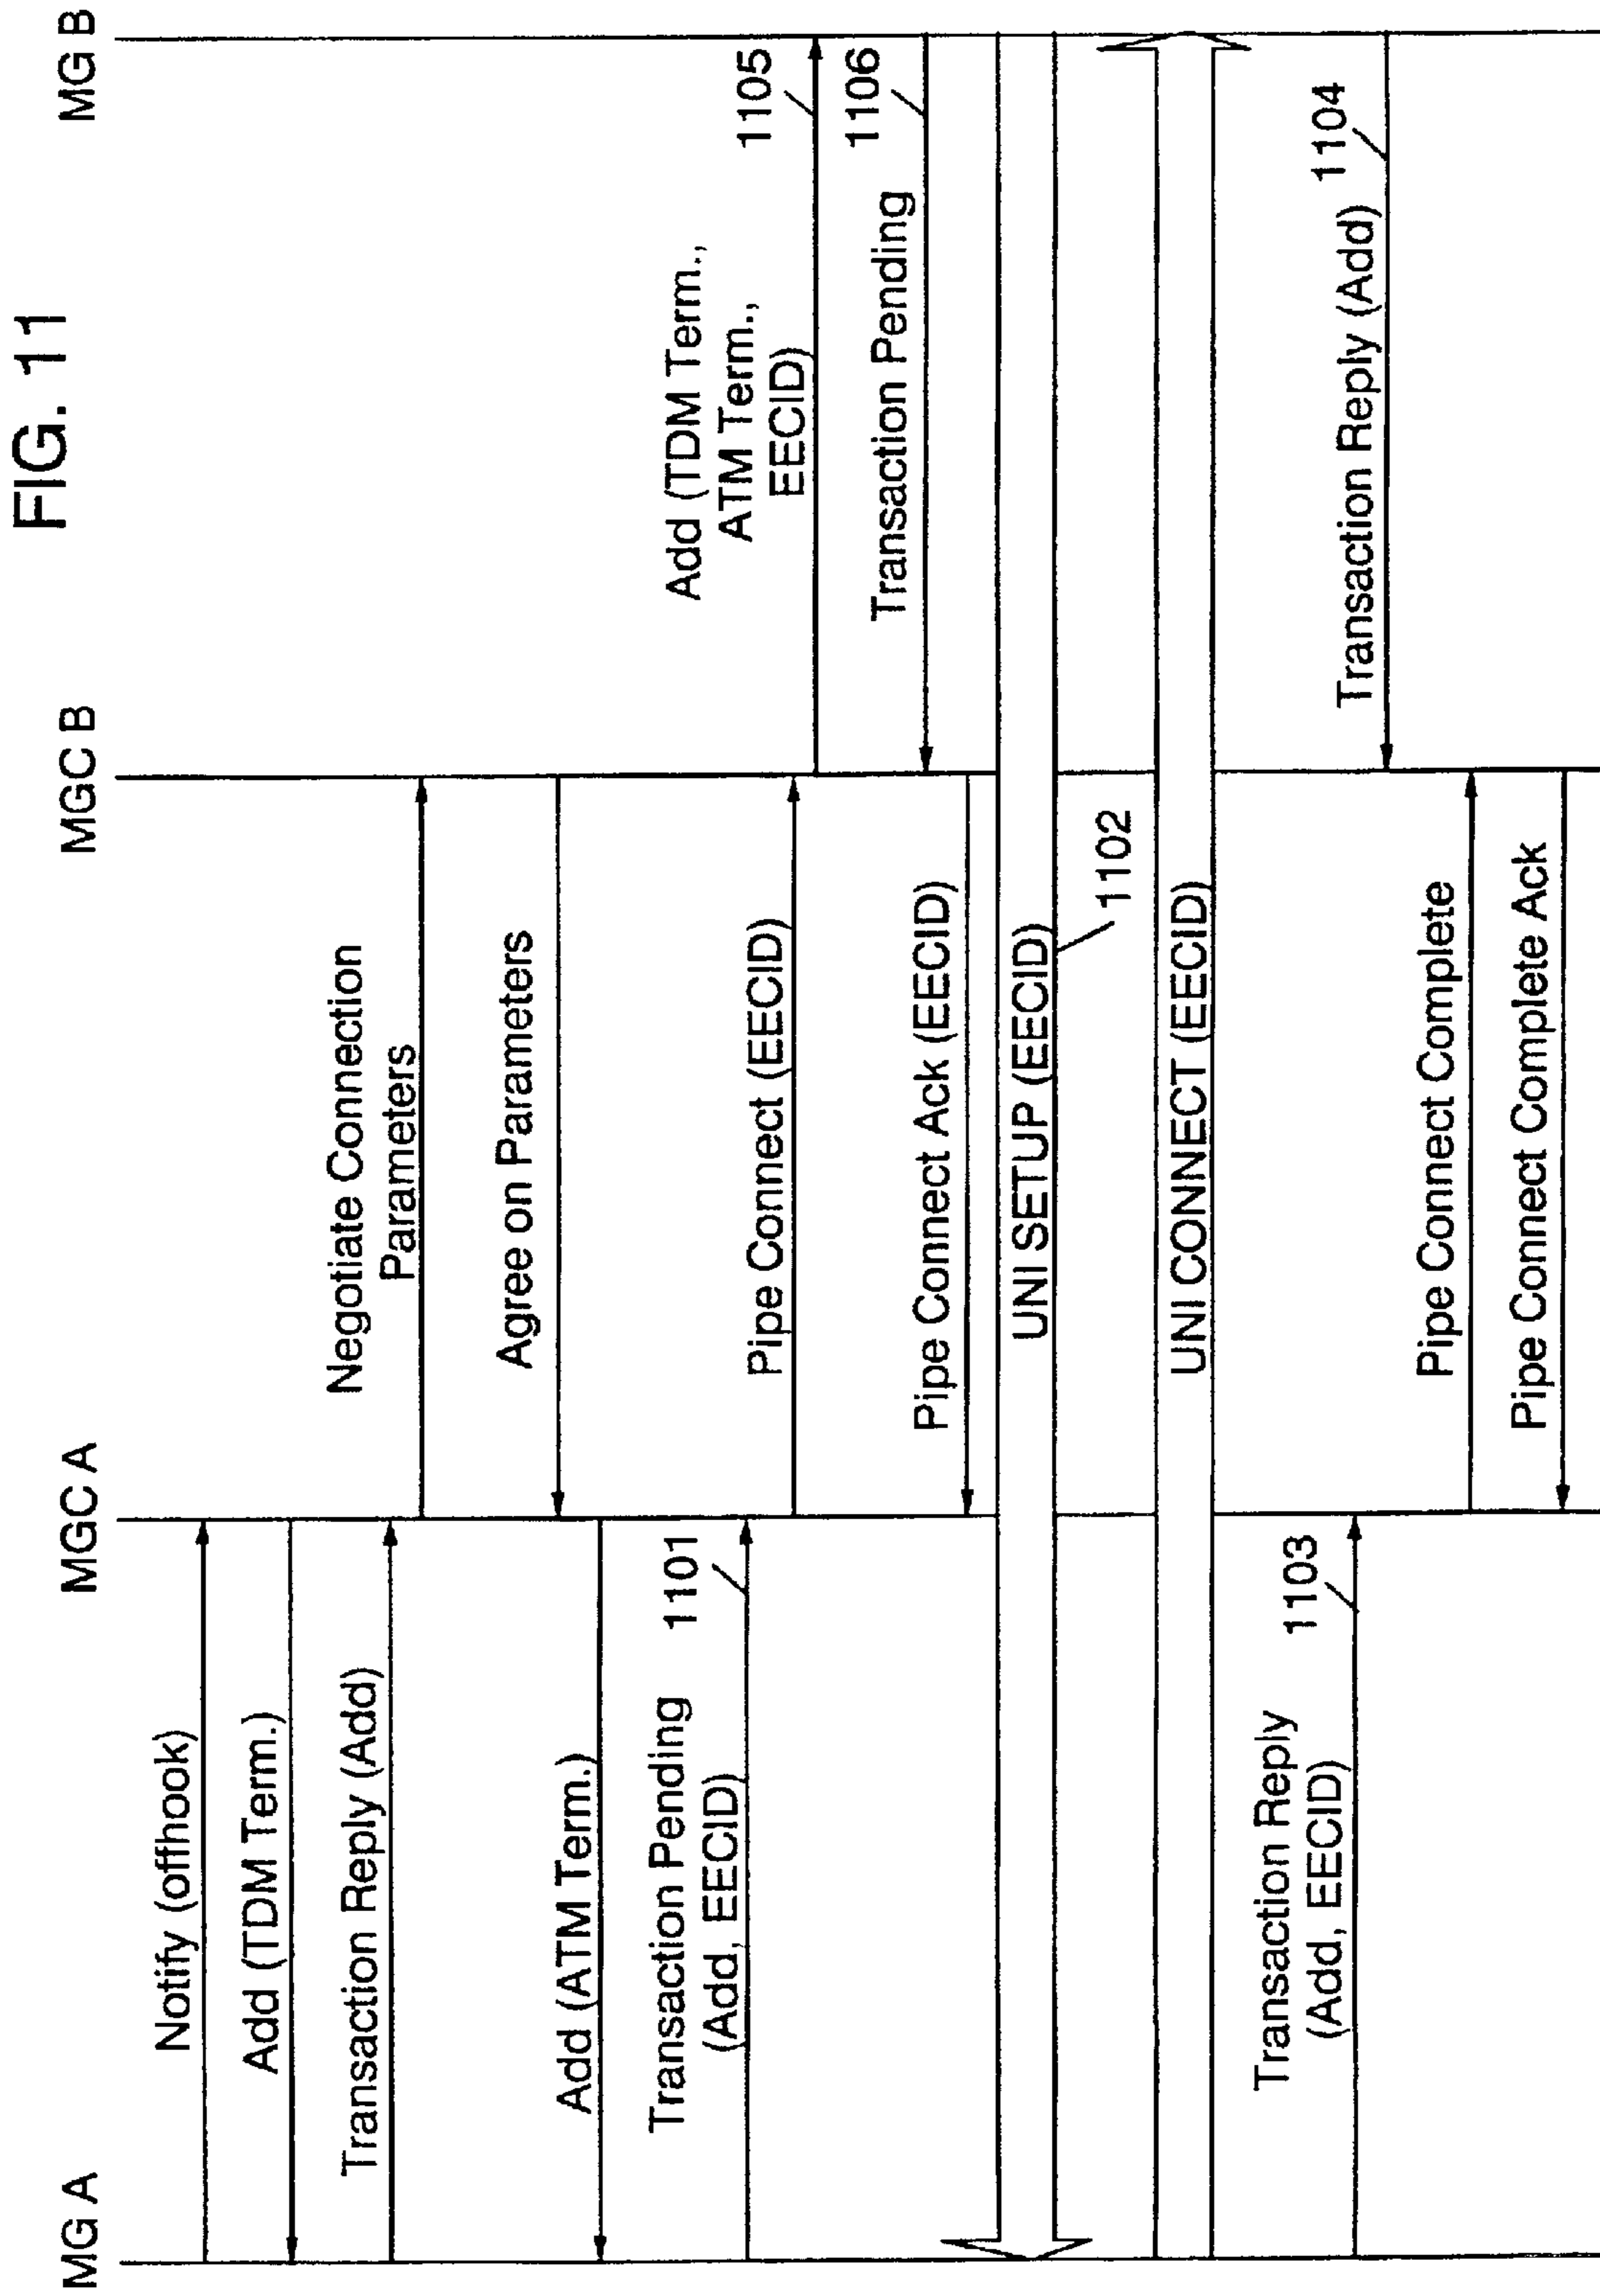 FIG. 11
MG A
MGC A
MGC B
MG B
Notify (offhook)
Add (TDM Term.)
Transaction Reply (Add)
Negotiate Connection
Parameters
Agree on Parameters
Add (ATM Term.)
Transaction Pending
(Add, EECID)
1101
Pipe Connect (EECID)
Add (TDM Term.,
ATM Term.,
EECID)
1105
Transaction Pending
1106
Pipe Connect Ack (EECID)
UNI SETUP (EECID)
1102
UNI CONNECT (EECID)
Transaction Reply
(Add, EECID)
1103
Transaction Reply (Add)
1104
Pipe Connect Complete
Pipe Connect Complete Ack